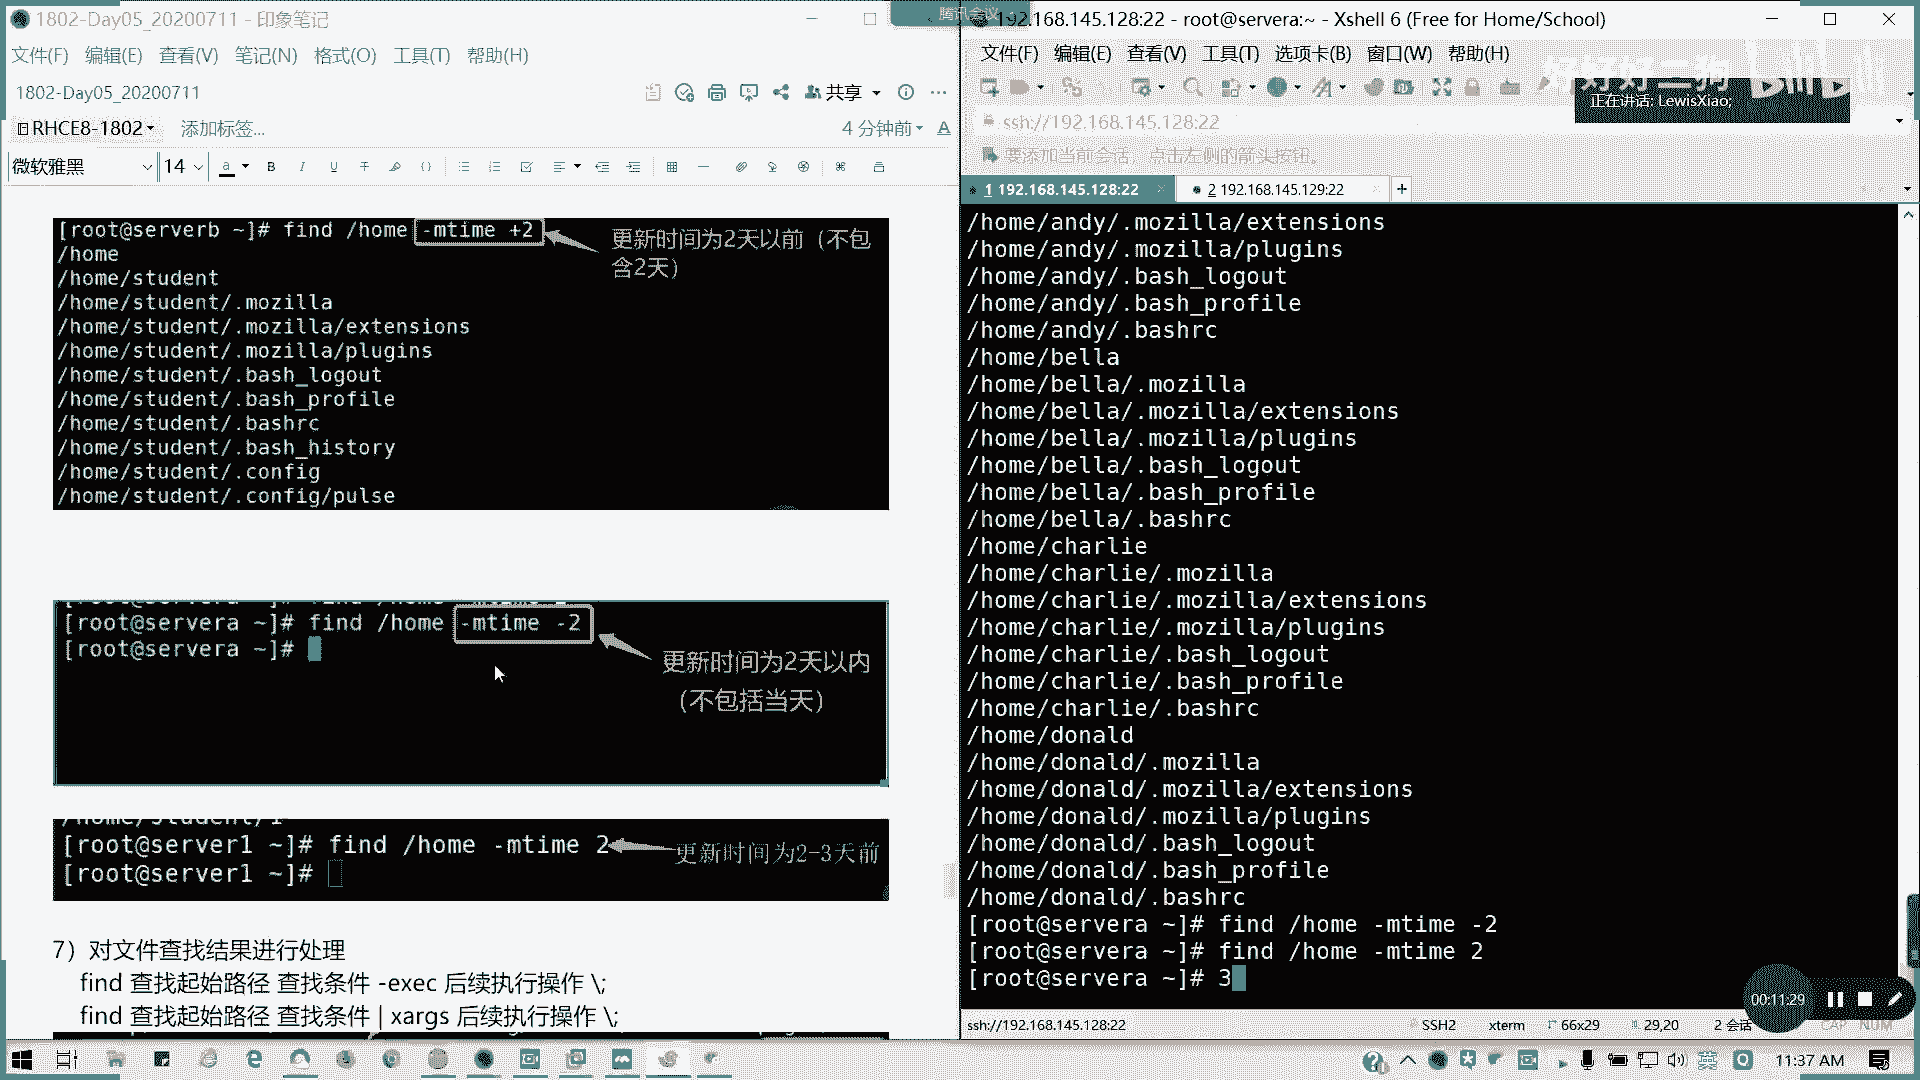 1802-Day05_20200711 - 印象笔记
文件(F) 编辑(E) 查看(V) 笔记(N) 格式(O) 工具(T) 帮助(H)
1802-Day05_20200711
共享
RHCE8-1802
添加标签...
4 分钟前
微软雅黑
14
[root@serverb ~]# find /home -mtime +2
更新时间为2天以前（不包
含2天）
/home
/home/student
/home/student/.mozilla
/home/student/.mozilla/extensions
/home/student/.mozilla/plugins
/home/student/.bash_logout
/home/student/.bash_profile
/home/student/.bashrc
/home/student/.bash_history
/home/student/.config
/home/student/.config/pulse
[root@servera ~]# find /home -mtime -2
[root@servera ~]#
更新时间为2天以内
（不包括当天）
[root@server1 ~]# find /home -mtime 2
更新时间为2-3天前
[root@server1 ~]#
7）对文件查找结果进行处理
find 查找起始路径 查找条件 -exec 后续执行操作 \;
find 查找起始路径 查找条件 | xargs 后续执行操作 \;
腾讯会议
192.168.145.128:22 - root@servera:~ - Xshell 6 (Free for Home/School)
文件(F) 编辑(E) 查看(V) 工具(T) 选项卡(B) 窗口(W) 帮助(H)
好好好二狗
bilibili
正在讲话: LewisXiao;
ssh://192.168.145.128:22
要添加当前会话，点击左侧的箭头按钮。
1 192.168.145.128:22
2 192.168.145.129:22
/home/andy/.mozilla/extensions
/home/andy/.mozilla/plugins
/home/andy/.bash_logout
/home/andy/.bash_profile
/home/andy/.bashrc
/home/bella
/home/bella/.mozilla
/home/bella/.mozilla/extensions
/home/bella/.mozilla/plugins
/home/bella/.bash_logout
/home/bella/.bash_profile
/home/bella/.bashrc
/home/charlie
/home/charlie/.mozilla
/home/charlie/.mozilla/extensions
/home/charlie/.mozilla/plugins
/home/charlie/.bash_logout
/home/charlie/.bash_profile
/home/charlie/.bashrc
/home/donald
/home/donald/.mozilla
/home/donald/.mozilla/extensions
/home/donald/.mozilla/plugins
/home/donald/.bash_logout
/home/donald/.bash_profile
/home/donald/.bashrc
[root@servera ~]# find /home -mtime -2
[root@servera ~]# find /home -mtime 2
[root@servera ~]# 3
00:11:29
ssh://192.168.145.128:22
SSH2
xterm
66x29
29,20
2 会话
CAP NUM
英
11:37 AM